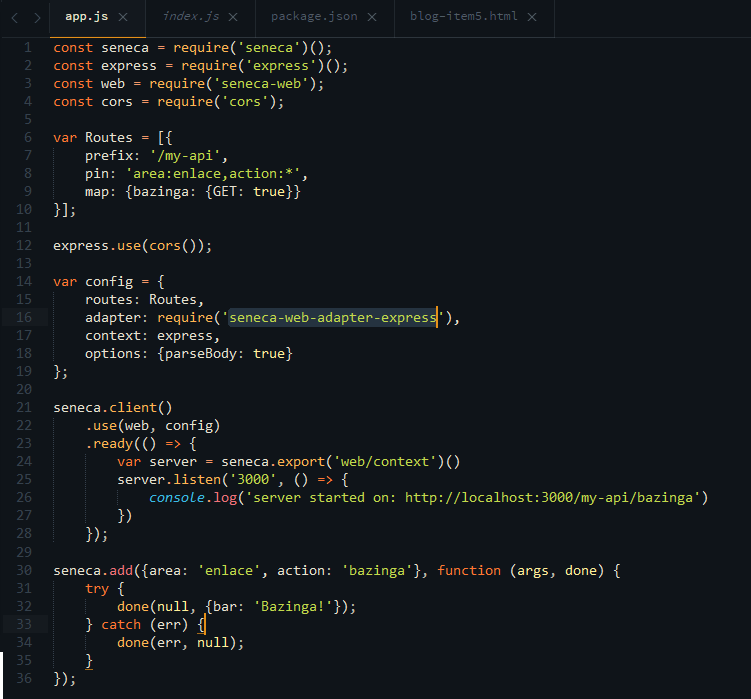 app.js × index.js × package.json × blog-item5.html ×
1 const seneca = require('seneca')();
2 const express = require('express')();
3 const web = require('seneca-web');
4 const cors = require('cors');
5
6 var Routes = [{
7     prefix: '/my-api',
8     pin: 'area:enlace,action:*',
9     map: {bazinga: {GET: true}}
10 }];
11
12 express.use(cors());
13
14 var config = {
15     routes: Routes,
16     adapter: require('seneca-web-adapter-express'),
17     context: express,
18     options: {parseBody: true}
19 };
20
21 seneca.client()
22     .use(web, config)
23     .ready(() => {
24         var server = seneca.export('web/context')()
25         server.listen('3000', () => {
26             console.log('server started on: http://localhost:3000/my-api/bazinga')
27         })
28     });
29
30 seneca.add({area: 'enlace', action: 'bazinga'}, function (args, done) {
31     try {
32         done(null, {bar: 'Bazinga!'});
33     } catch (err) {
34         done(err, null);
35     }
36 });